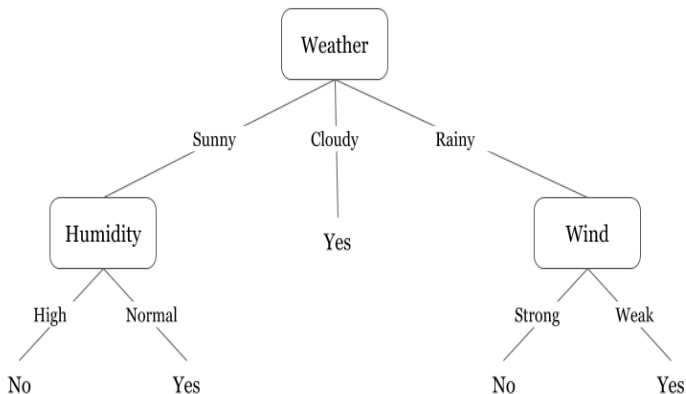 Weather
Sunny
Cloudy
Rainy
Humidity
Yes
Wind
High
Normal
Strong
Weak
No
Yes
No
Yes